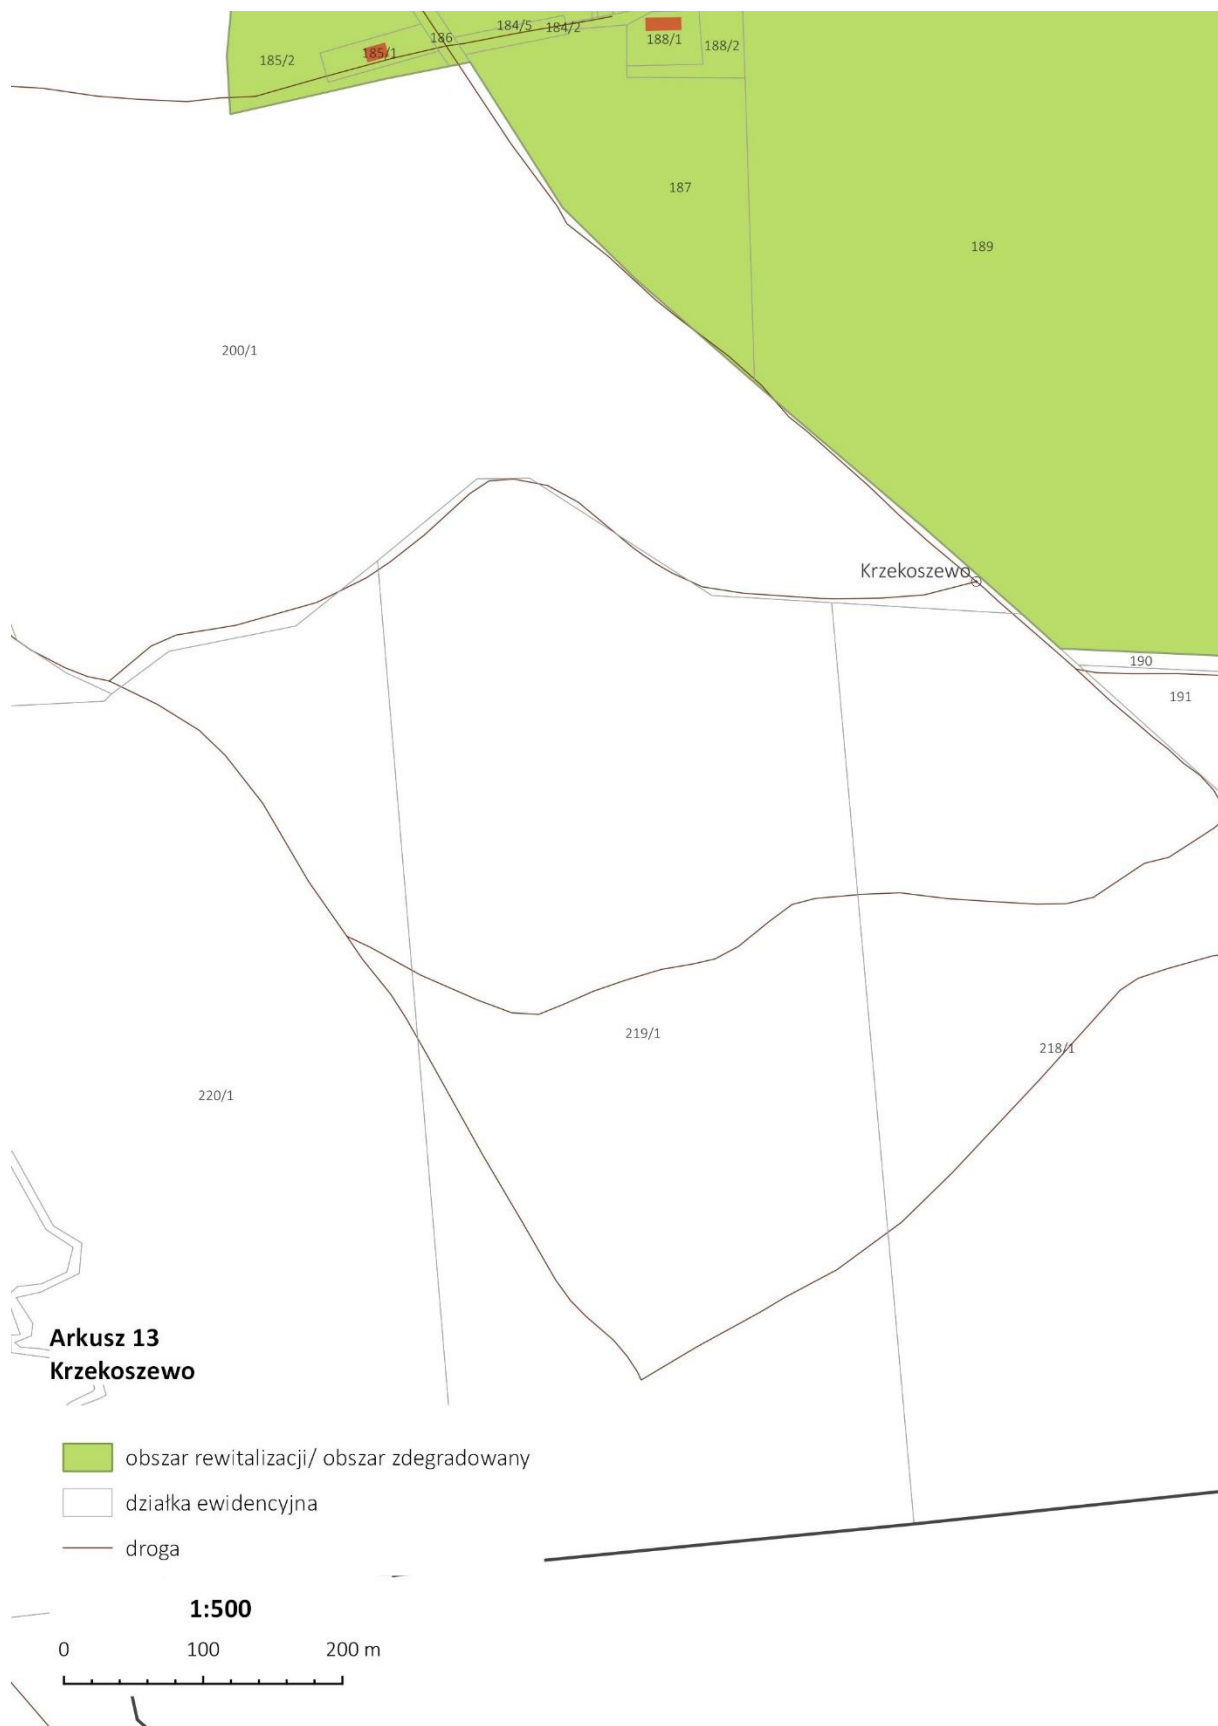 184/5
184/2
186
188/1
188/2
185/1
185/2
187
189
200/1
Krzekoszewo
190
191
219/1
218/1
220/1
Arkusz 13
Krzekoszewo
obszar rewitalizacji/ obszar zdegradowany
działka ewidencyjna
droga
1:500
0 100 200 m